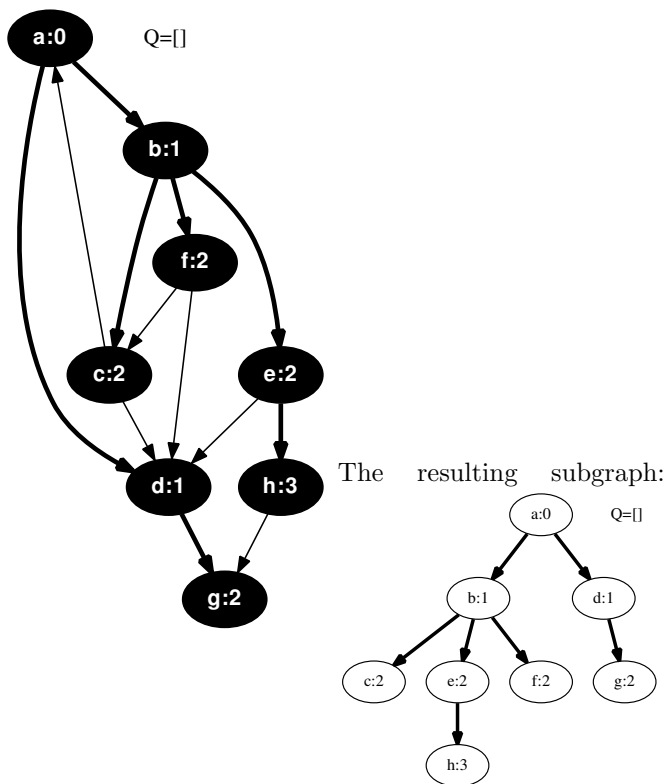 a:0 Q=[]
b:1
f:2
c:2 e:2
d:1 h:3
The resulting subgraph:
g:2
a:0 Q=[]
b:1 d:1
c:2 e:2 f:2 g:2
h:3